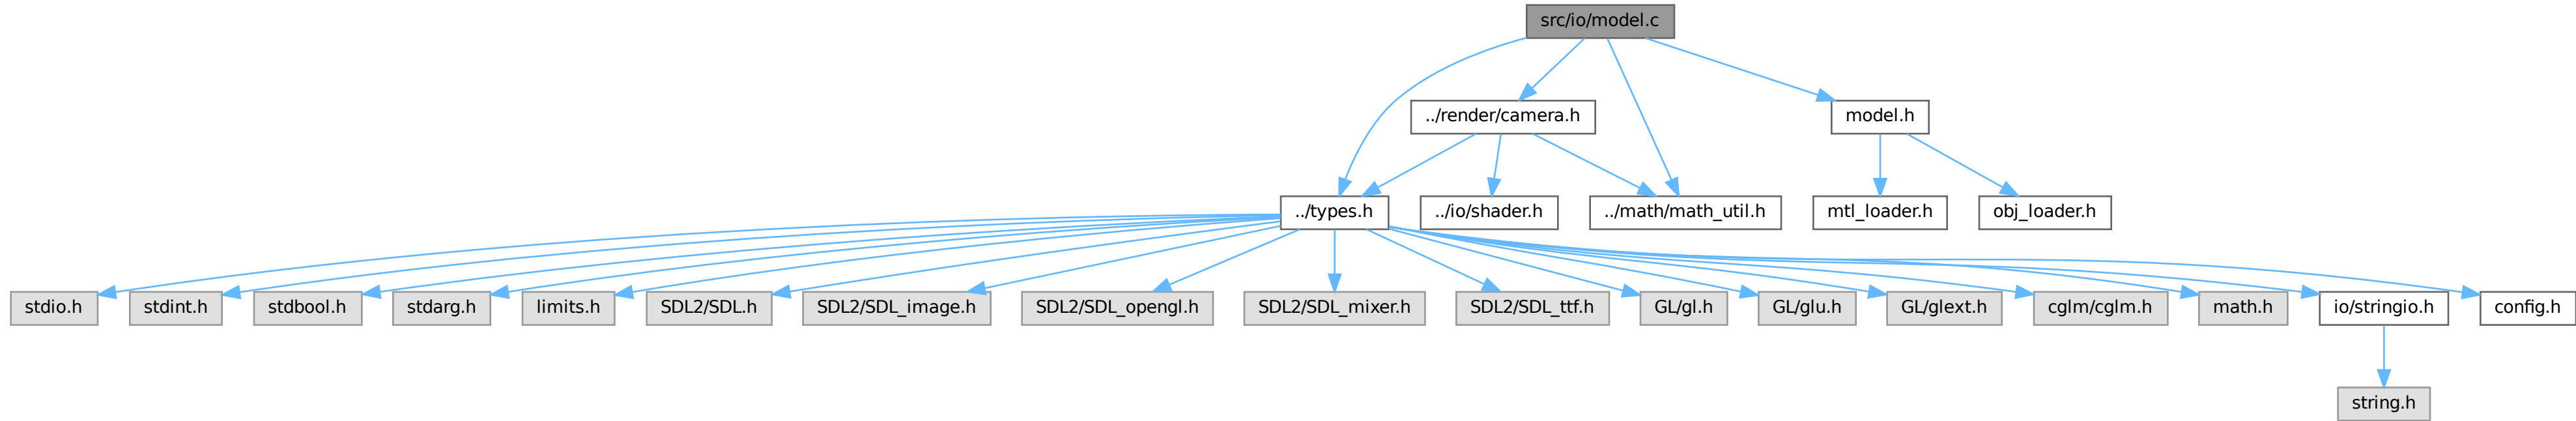 src/io/model.c
../render/camera.h
model.h
../types.h
../io/shader.h
../math/math_util.h
mtl_loader.h
obj_loader.h
stdio.h
stdint.h
stdbool.h
stdarg.h
limits.h
SDL2/SDL.h
SDL2/SDL_image.h
SDL2/SDL_opengl.h
SDL2/SDL_mixer.h
SDL2/SDL_ttf.h
GL/gl.h
GL/glu.h
GL/glext.h
cglm/cglm.h
math.h
io/stringio.h
config.h
string.h